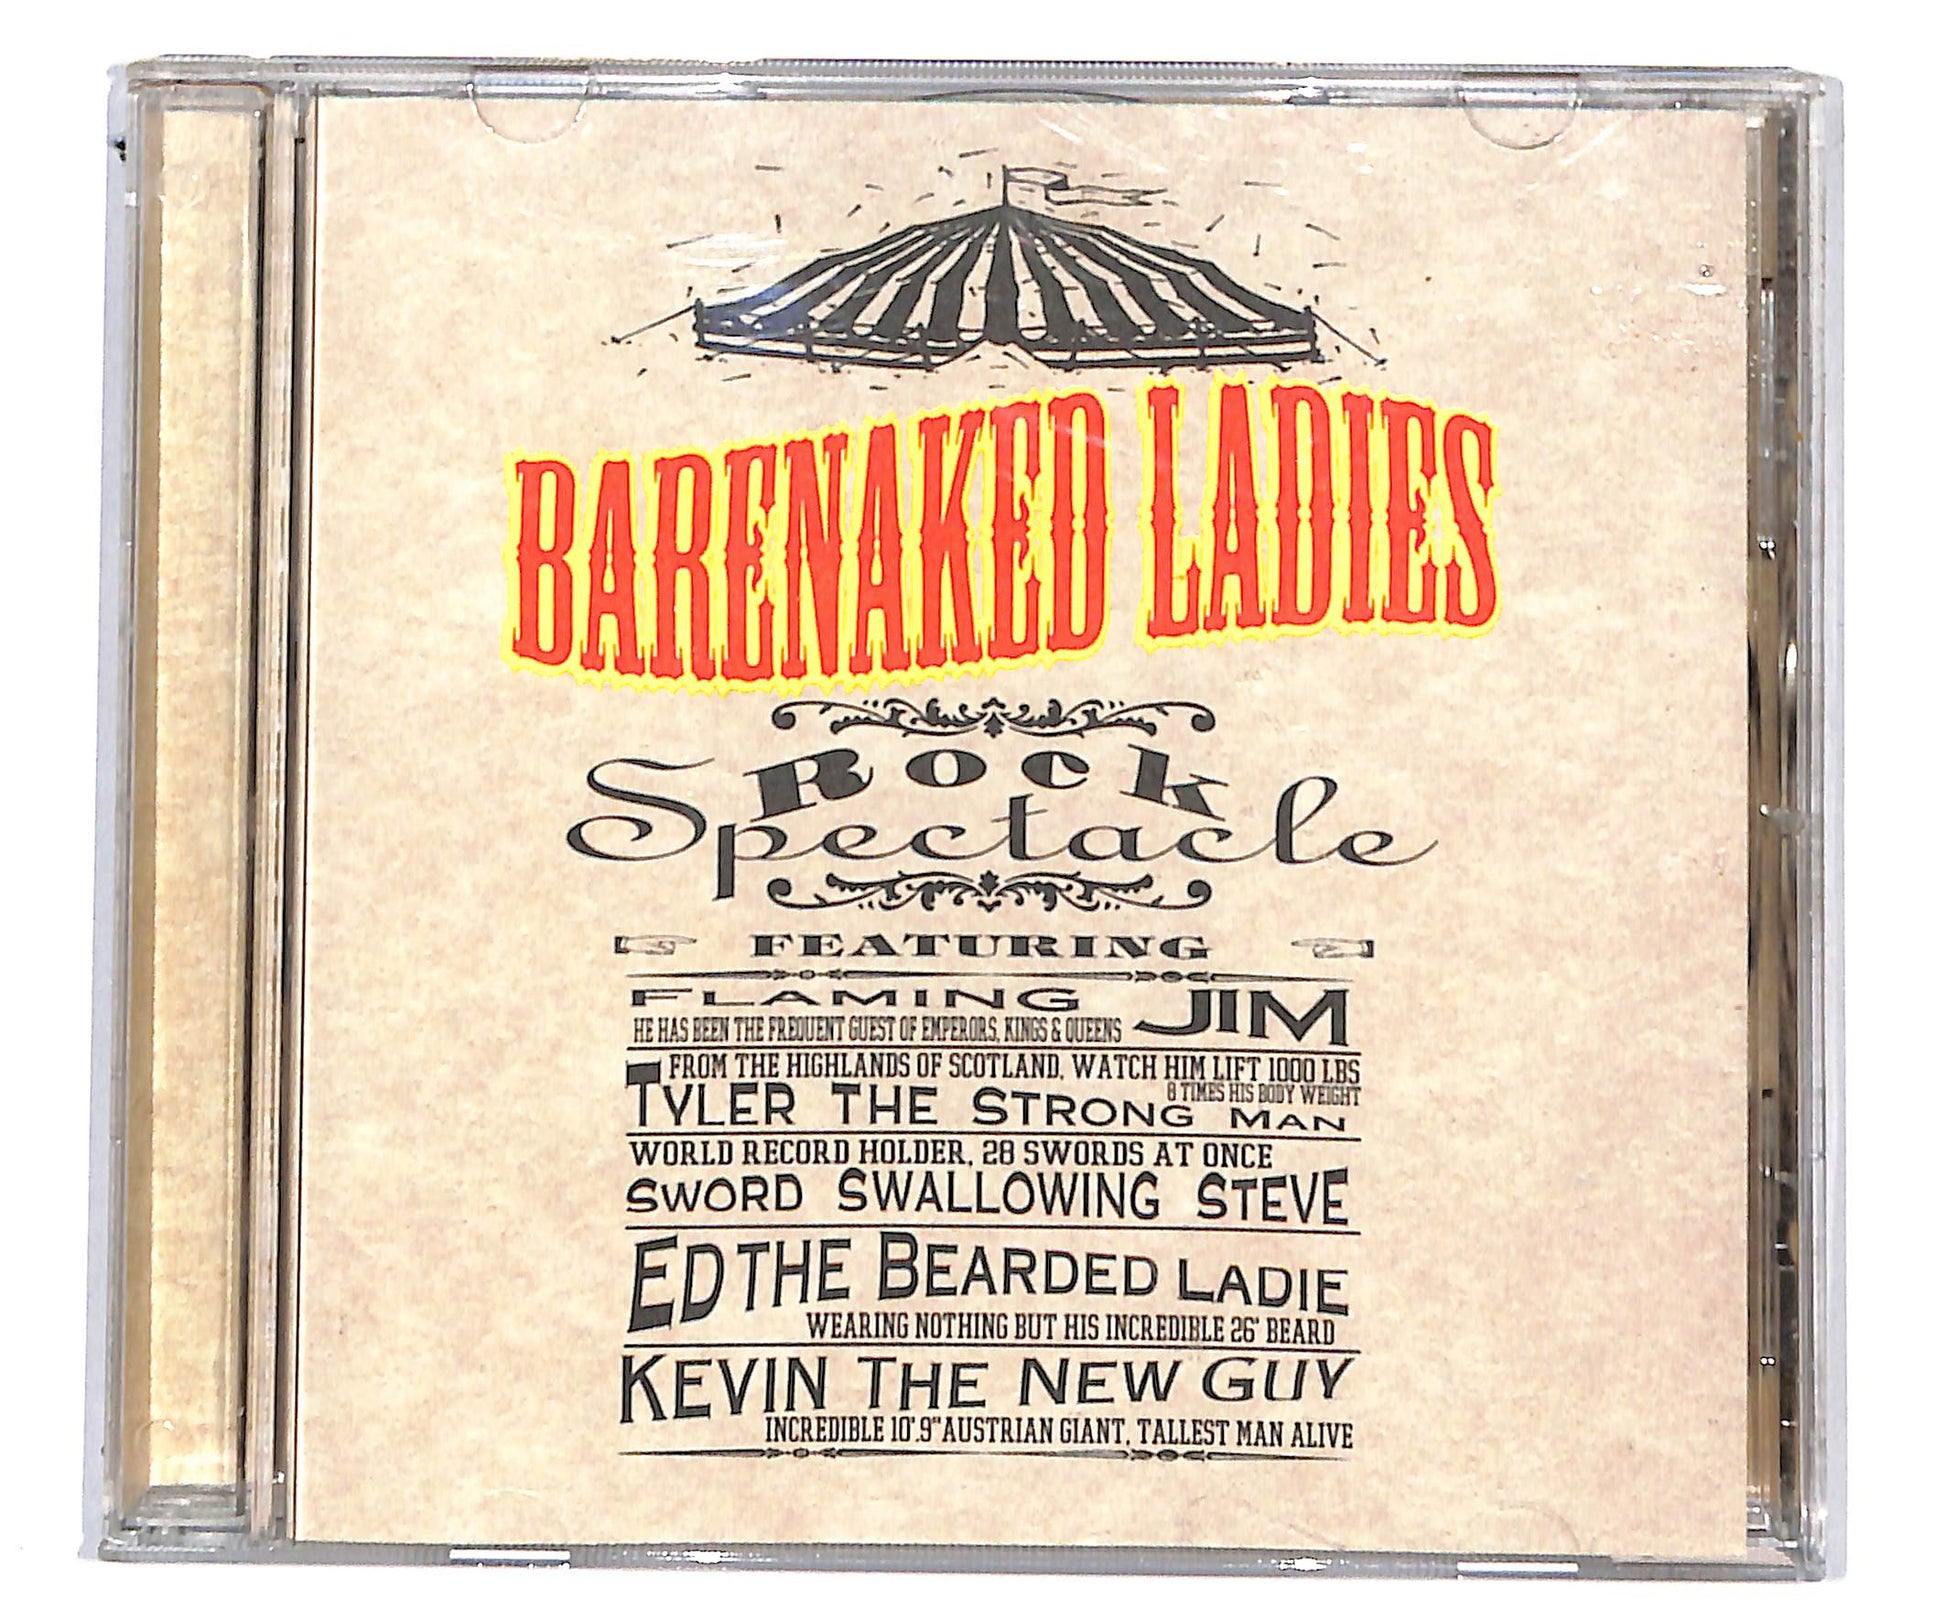 BARENAKED LADIES
ROCK
Spectacle
FEATURING
FLAMING JIM
HE HAS BEEN THE FREQUENT GUEST OF EMPERORS, KINGS & QUEENS
FROM THE HIGHLANDS OF SCOTLAND, WATCH HIM LIFT 1000 LBS
8 TIMES HIS BODY WEIGHT
TYLER THE STRONG MAN
WORLD RECORD HOLDER, 28 SWORDS AT ONCE
SWORD SWALLOWING STEVE
ED THE BEARDED LADIE
WEARING NOTHING BUT HIS INCREDIBLE 26' BEARD
KEVIN THE NEW GUY
INCREDIBLE 10'.9" AUSTRIAN GIANT, TALLEST MAN ALIVE